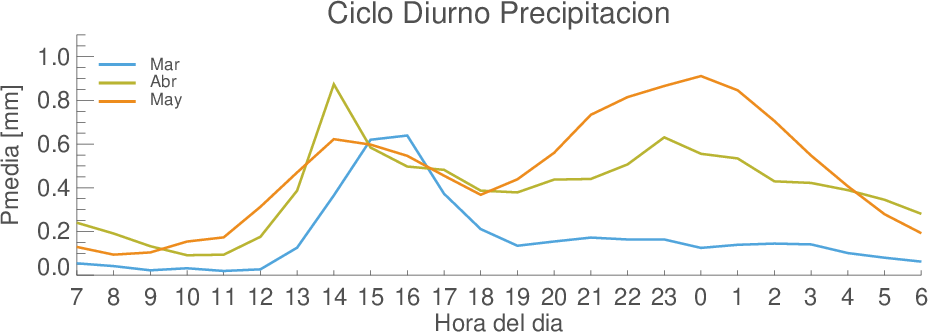 Ciclo Diurno Precipitacion
Pmedia [mm]
1.0
0.8
0.6
0.4
0.2
0.0
Mar
Abr
May
7 8 9 10 11 12 13 14 15 16 17 18 19 20 21 22 23 0 1 2 3 4 5 6
Hora del dia